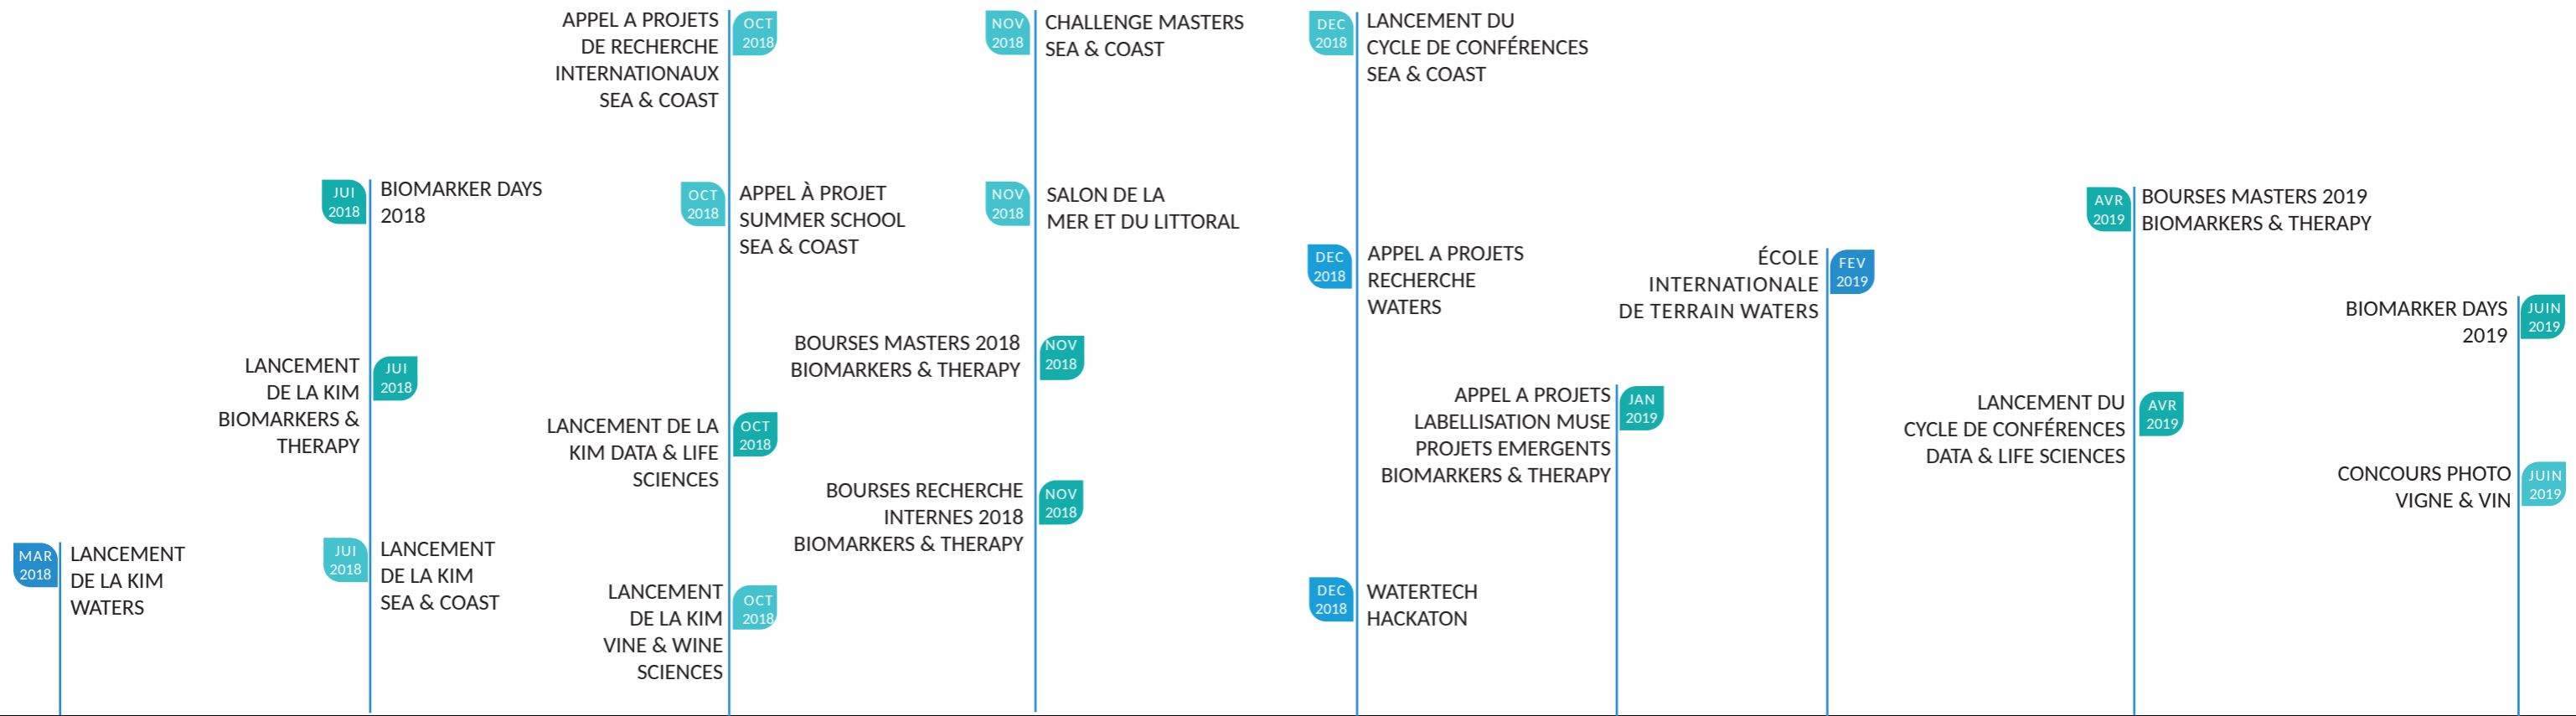 MAR
2018
LANCEMENT
DE LA KIM
WATERS
JUI
2018
BIOMARKER DAYS
2018
LANCEMENT
DE LA KIM
BIOMARKERS &
THERAPY
JUI
2018
JUI
2018
LANCEMENT
DE LA KIM
SEA & COAST
APPEL A PROJETS
DE RECHERCHE
INTERNATIONAUX
SEA & COAST
OCT
2018
OCT
2018
APPEL À PROJET
SUMMER SCHOOL
SEA & COAST
LANCEMENT DE LA
KIM DATA & LIFE
SCIENCES
OCT
2018
LANCEMENT
DE LA KIM
VINE & WINE
SCIENCES
OCT
2018
NOV
2018
CHALLENGE MASTERS
SEA & COAST
NOV
2018
SALON DE LA
MER ET DU LITTORAL
BOURSES MASTERS 2018
BIOMARKERS & THERAPY
NOV
2018
BOURSES RECHERCHE
INTERNES 2018
BIOMARKERS & THERAPY
NOV
2018
DEC
2018
LANCEMENT DU
CYCLE DE CONFÉRENCES
SEA & COAST
DEC
2018
APPEL A PROJETS
RECHERCHE
WATERS
DEC
2018
WATERTECH
HACKATON
APPEL A PROJETS
LABELLISATION MUSE
PROJETS EMERGENTS
BIOMARKERS & THERAPY
JAN
2019
ÉCOLE
INTERNATIONALE
DE TERRAIN WATERS
FEV
2019
AVR
2019
BOURSES MASTERS 2019
BIOMARKERS & THERAPY
LANCEMENT DU
CYCLE DE CONFÉRENCES
DATA & LIFE SCIENCES
AVR
2019
BIOMARKER DAYS
2019
JUIN
2019
CONCOURS PHOTO
VIGNE & VIN
JUIN
2019